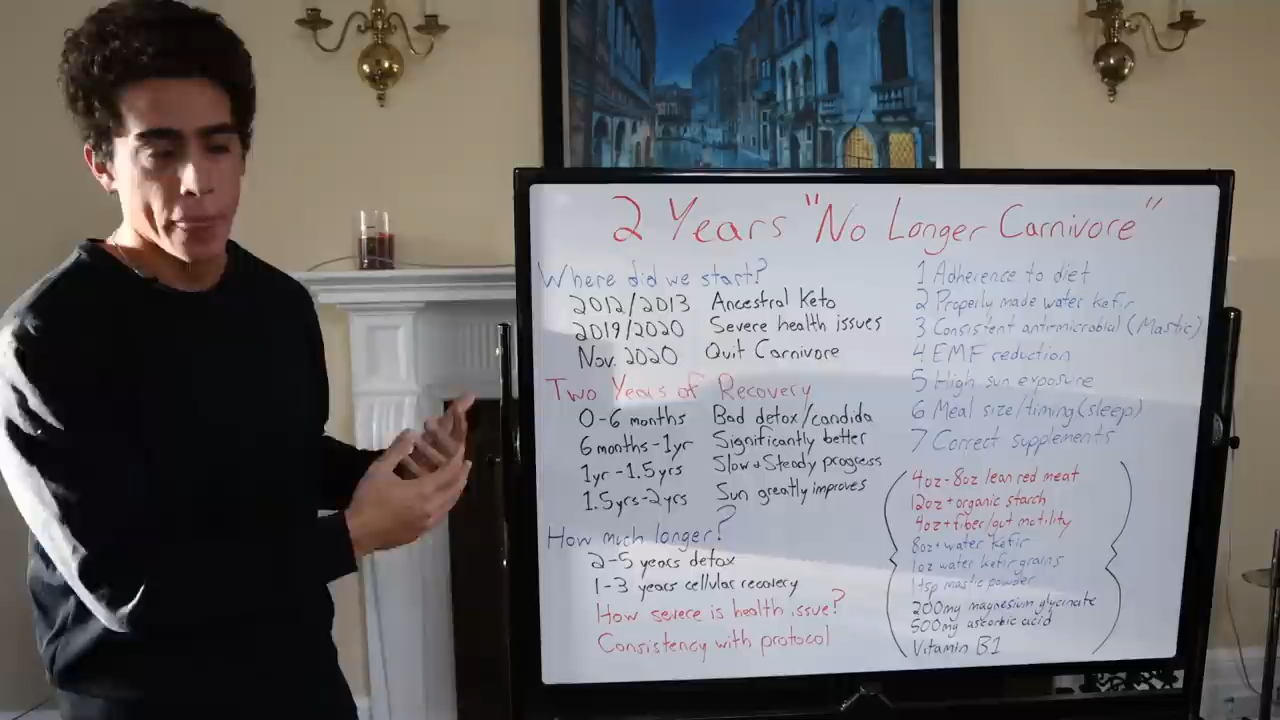 2 Years "No Longer Carnivore"
Where did we start?
2012/2013 Ancestral Keto
2019/2020 Severe health issues
Nov. 2020 Quit Carnivore
Two Years of Recovery
0-6 months Bad detox/candida
6 months-1yr Significantly better
1yr-1.5yrs Slow & Steady progress
1.5yrs-2yrs Sun greatly improves
How much longer?
2-5 years detox
1-3 years cellular recovery
How severe is health issue?
Consistency with protocol
1 Adherence to diet
2 Properly made water kefir
3 Consistent antimicrobial (Mastic)
4 EMF reduction
5 High sun exposure
6 Meal size/timing (sleep)
7 Correct supplements
4oz-8oz lean red meat
12oz+organic starch
4oz+fiber/gut motility
8oz+water kefir
1oz water kefir grains
1tsp mastic powder
200mg magnesium glycinate
500mg ascorbic acid
Vitamin B1